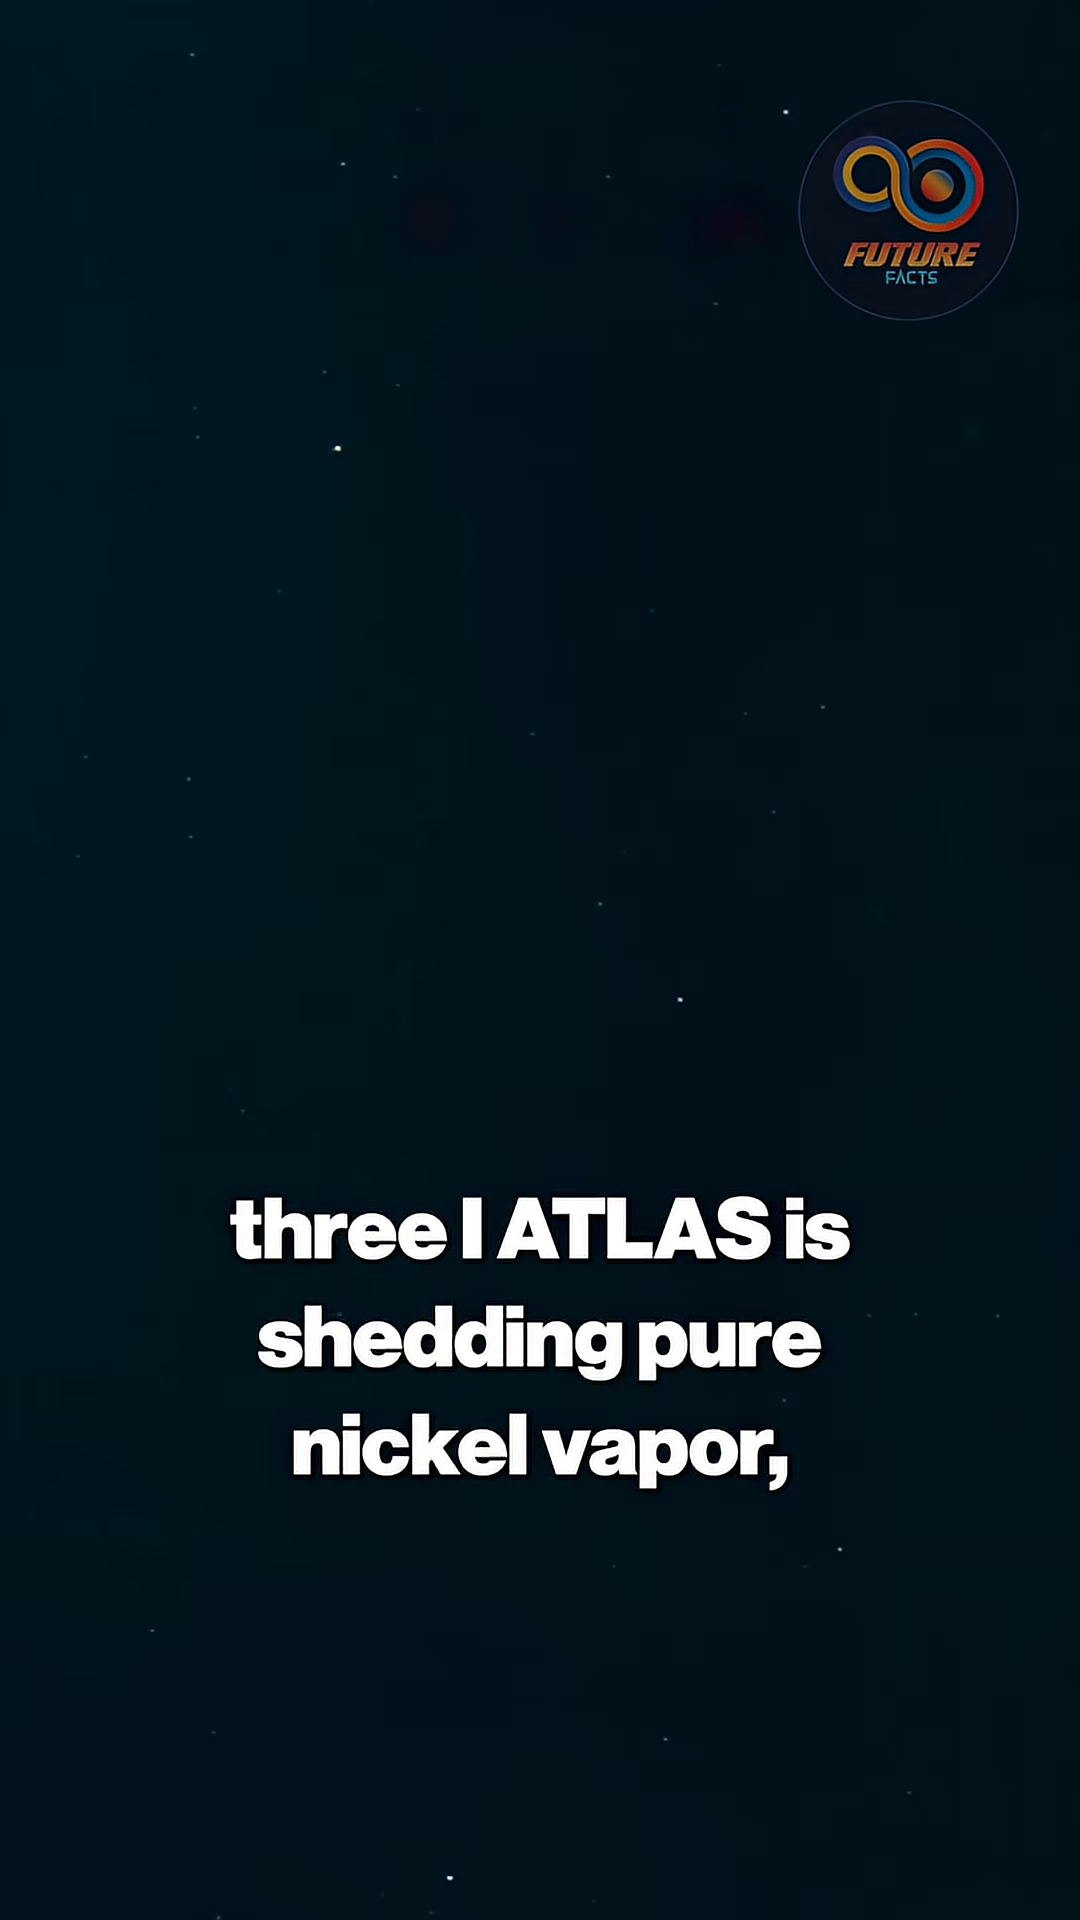 FUTURE
FACTS
three I ATLAS is
shedding pure
nickel vapor,